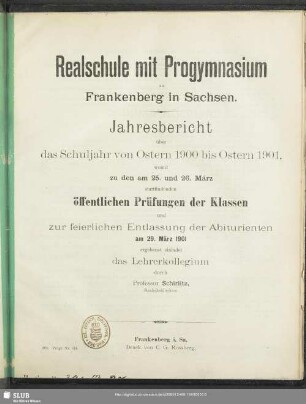 Realschule mit Progymnasium
zu
Frankenberg in Sachsen.
Jahresbericht
über
das Schuljahr von Ostern 1900 bis Ostern 1901,
womit
zu den am 25. und 26. März
stattfindenden
öffentlichen Prüfungen der Klassen
und
zur feierlichen Entlassung der Abiturienten
am 29. März 1901
ergebenst einladet
das Lehrerkollegium
durch
Professor
Realschuldirektor.
Frankenberg i. Sa.
Druck von C. G. Rossberg.
SLUB